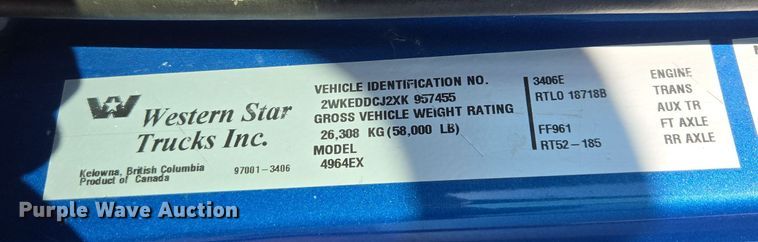 Western Star
Trucks Inc.
Kelowna, British Columbia
Product of Canada
97001-3406
VEHICLE IDENTIFICATION NO.
2WKEDDCJ2XK 957455
GROSS VEHICLE WEIGHT RATING
26,308 KG (58,000 LB)
MODEL
4964EX
3406E ENGINE
RTLO 18718B TRANS
AUX TR
FF961 FT AXLE
RT52-185 RR AXLE
Purple Wave Auction